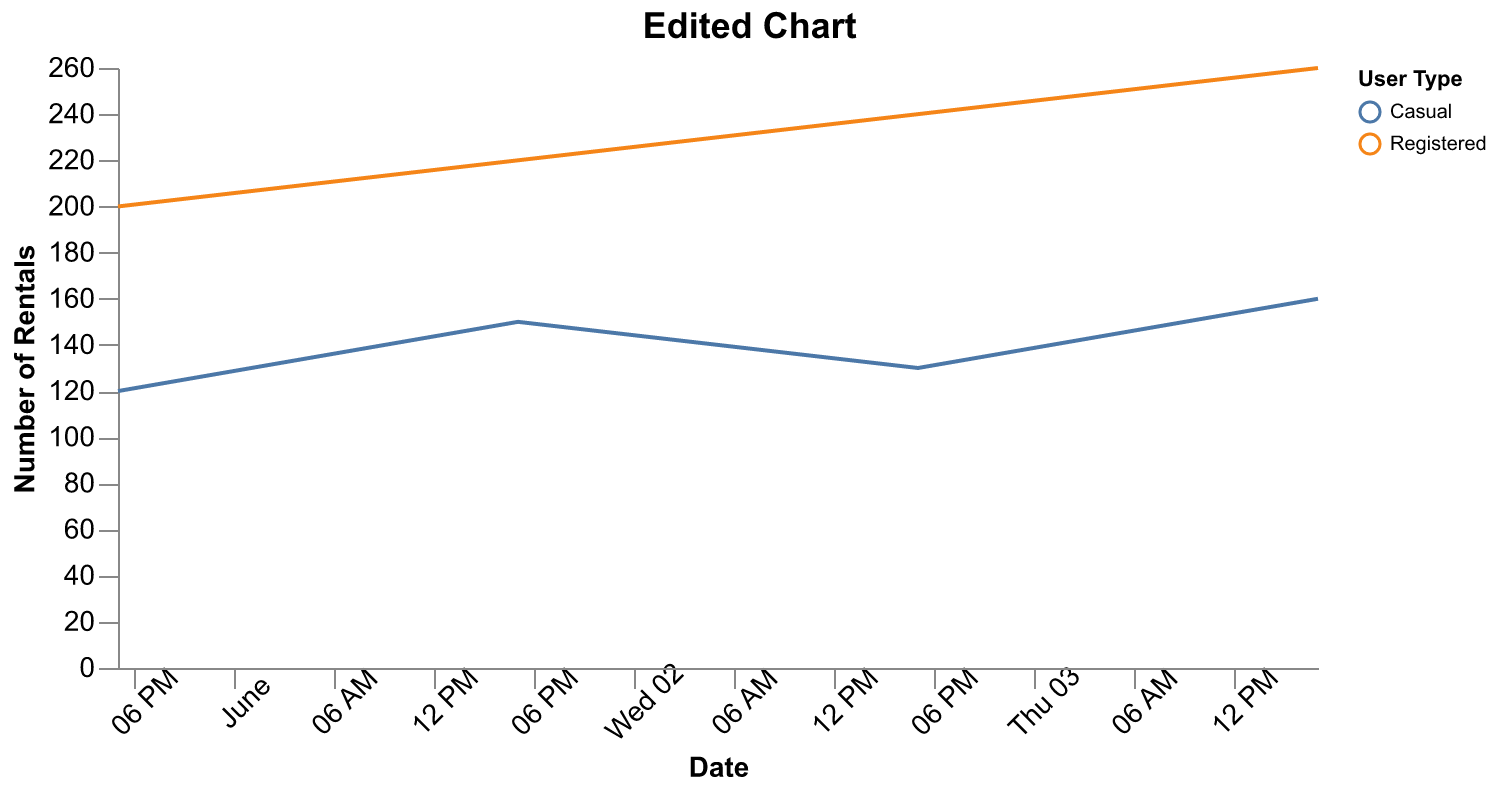 Edited Chart
260
240
220
200
180
160
140
120
100
80
60
40
20
0
Number of Rentals
06 PM
June
06 AM
12 PM
06 PM
Wed 02
06 AM
12 PM
06 PM
Thu 03
06 AM
12 PM
Date
User Type
Casual
Registered